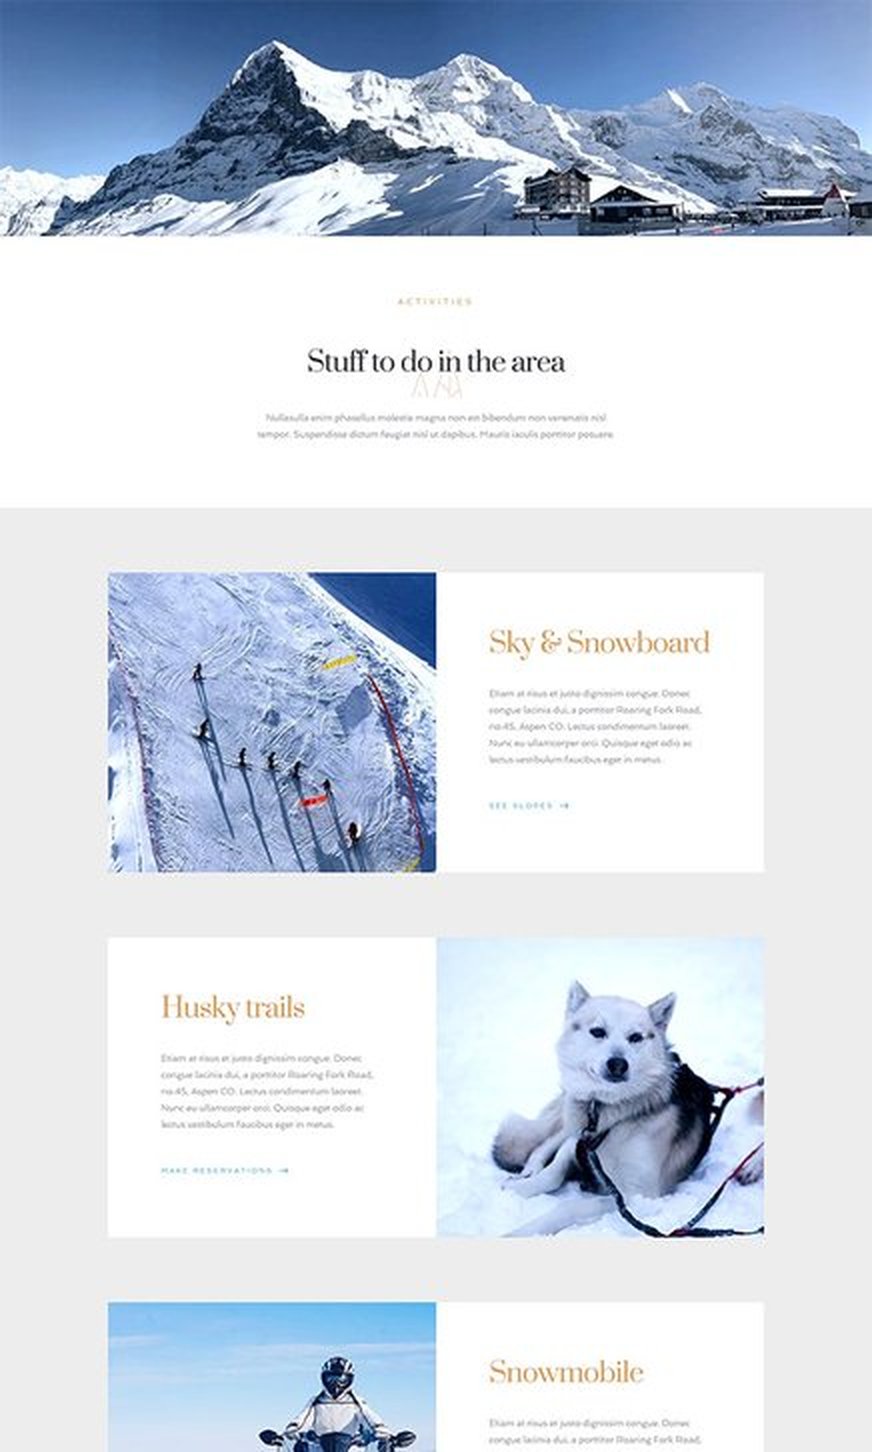 ACTIVITIES
Stuff to do in the area
Nullasulla enim phasellus molestie magna non est bibendum non venenatis nisl
tempor. Suspendisse dictum feugiat nisl ut dapibus. Mauris iaculis porttitor posuere.
Sky & Snowboard
Etiam at risus et justo dignissim congue. Donec
congue lacinia dui, a porttitor Roaring Fork Road,
no.45, Aspen CO. Lectus condimentum laoreet.
Nunc eu ullamcorper orci. Quisque eget odio ac
lectus vestibulum faucibus eget in metus.
SEE SLOPES →
Husky trails
Etiam at risus et justo dignissim congue. Donec
congue lacinia dui, a porttitor Roaring Fork Road,
no.45, Aspen CO. Lectus condimentum laoreet.
Nunc eu ullamcorper orci. Quisque eget odio ac
lectus vestibulum faucibus eget in metus.
MAKE RESERVATIONS →
Snowmobile
Etiam at risus et justo dignissim congue. Donec
congue lacinia dui, a porttitor Roaring Fork Road,